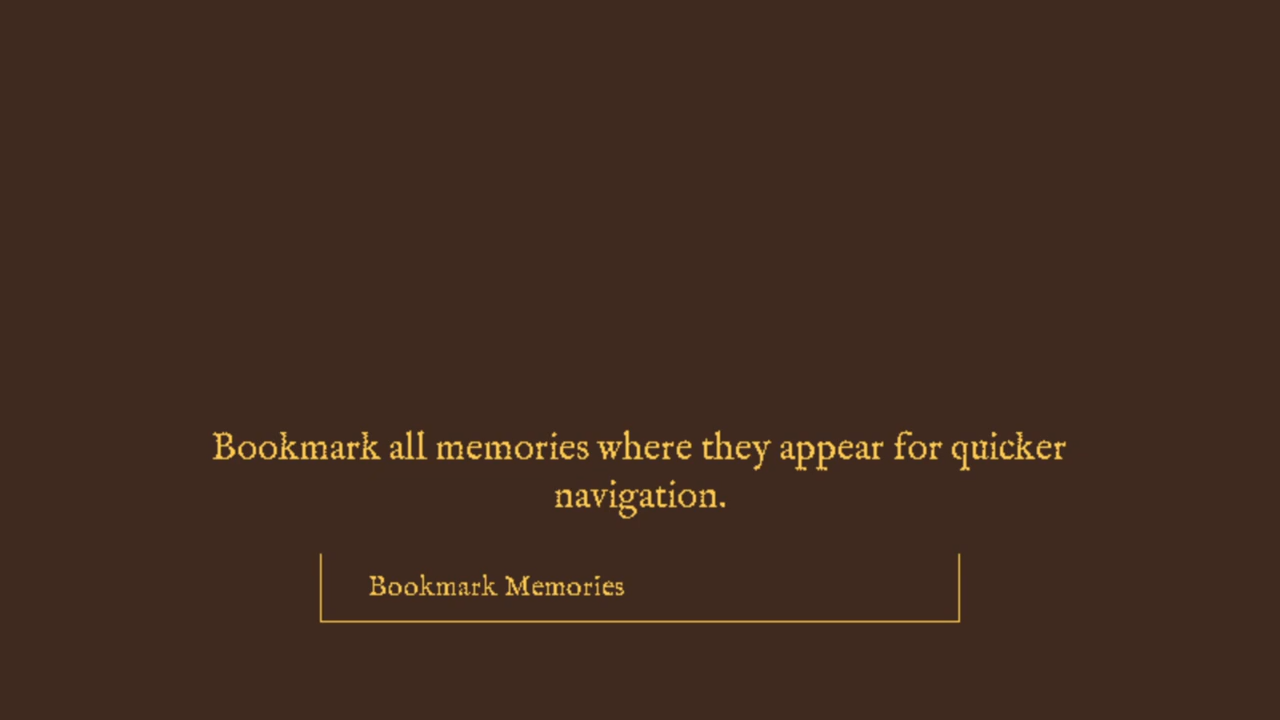 Bookmark all memories where they appear for quicker
navigation.
Bookmark Memories